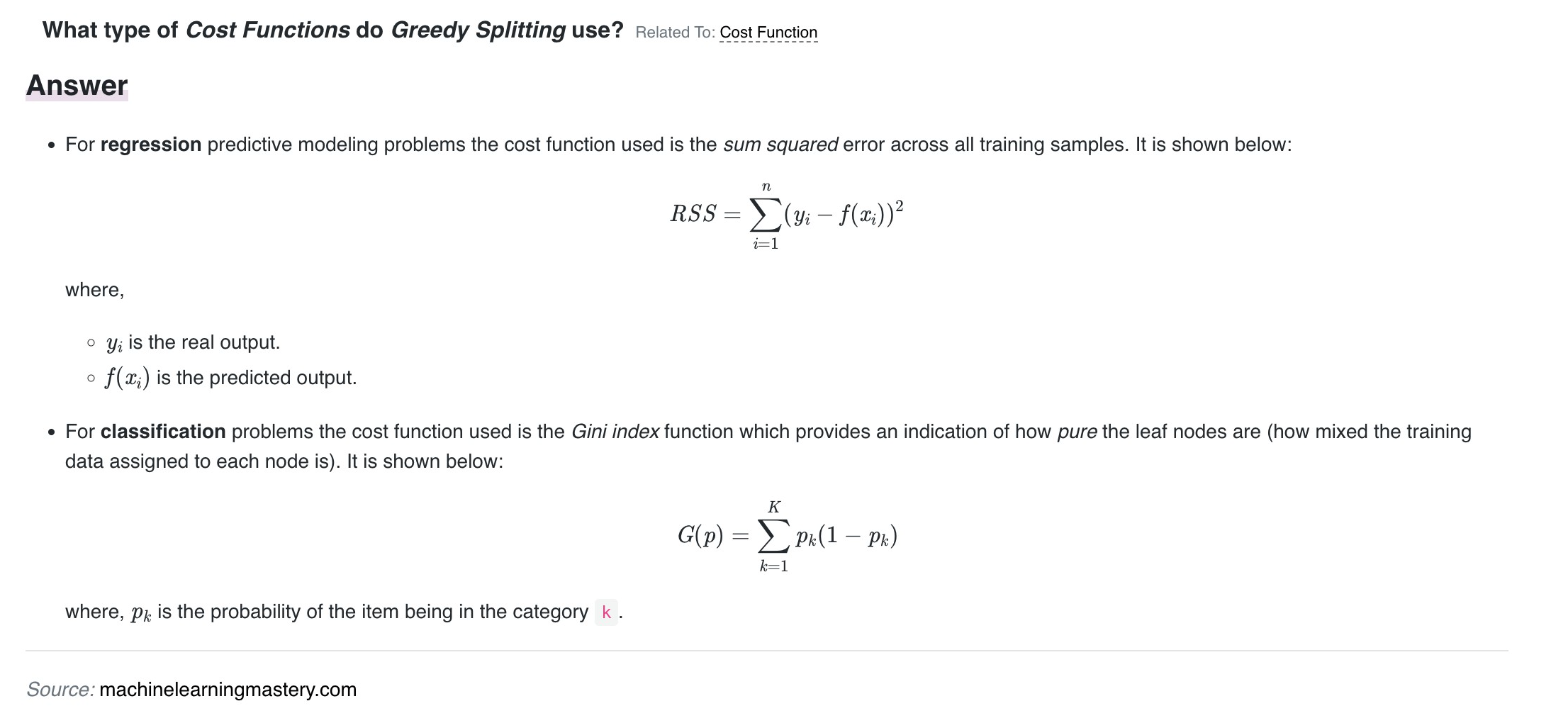 What type of Cost Functions do Greedy Splitting use? Related To: Cost Function
Answer
• For regression predictive modeling problems the cost function used is the sum squared error across all training samples. It is shown below:
RSS = \sum_{i=1}^{n} (y_i − f(x_i))^2
where,
◦ y_i is the real output.
◦ f(x_i) is the predicted output.
• For classification problems the cost function used is the Gini index function which provides an indication of how pure the leaf nodes are (how mixed the training
data assigned to each node is). It is shown below:
G(p) = \sum_{k=1}^{K} p_k(1 − p_k)
where, p_k is the probability of the item being in the category k .
Source: machinelearningmastery.com